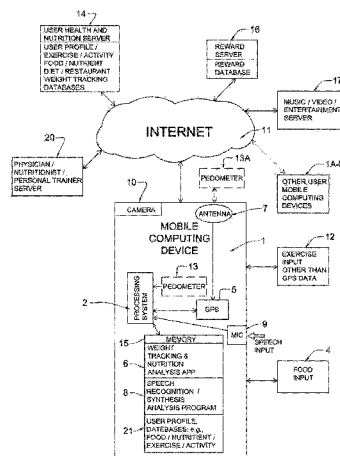 14
USER HEALTH AND
NUTRITION SERVER
USER PROFILE /
EXERCISE / ACTIVITY
FOOD / NUTRIENT
DIET / RESTAURANT
WEIGHT TRACKING
DATABASES
16
REWARD
SERVER
REWARD
DATABASE
17
MUSIC / VIDEO /
ENTERTAINMENT
SERVER
INTERNET
11
20
PHYSICIAN /
NUTRITIONIST /
PERSONAL TRAINER
SERVER
13A
PEDOMETER
1A-
OTHER USER
MOBILE
COMPUTING
DEVICES
10
CAMERA
ANTENNA
7
MOBILE
COMPUTING
DEVICE
1
12
EXERCISE
INPUT
OTHER THAN
GPS DATA
13
PEDOMETER
5
GPS
2
PROCESSING
SYSTEM
9
MIC
SPEECH
INPUT
15
MEMORY
6
WEIGHT
TRACKING &
NUTRITION
ANALYSIS APP
8
SPEECH
RECOGNITION /
SYNTHESIS
ANALYSIS PROGRAM
21
USER PROFILE,
DATEBASES: e.g.,
FOOD / NUTRITIENT /
EXERCISE / ACTIVITY
4
FOOD
INPUT